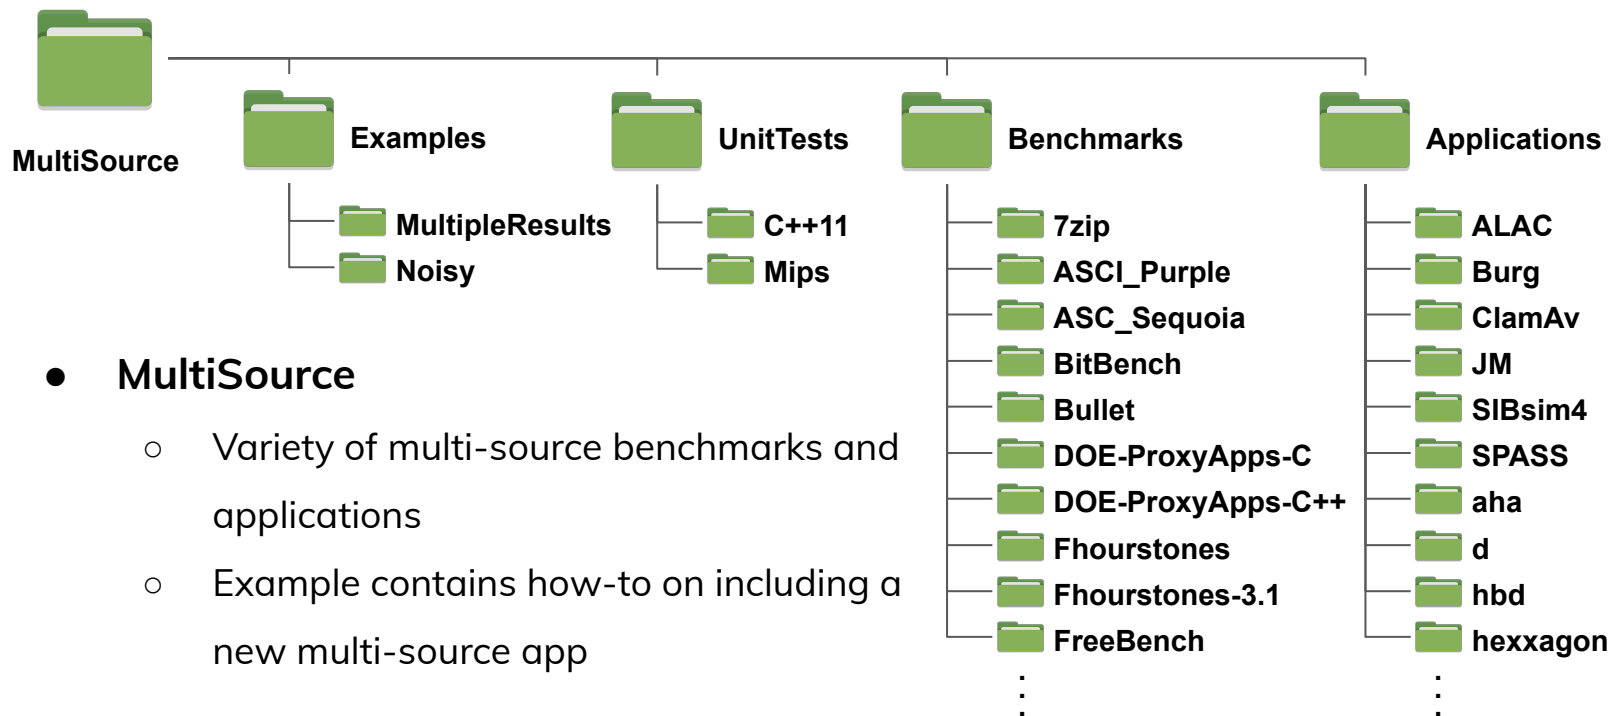 MultiSource
Examples
MultipleResults
Noisy
UnitTests
C++11
Mips
Benchmarks
7zip
ASCI_Purple
ASC_Sequoia
BitBench
Bullet
DOE-ProxyApps-C
DOE-ProxyApps-C++
Fhourstones
Fhourstones-3.1
FreeBench
Applications
ALAC
Burg
ClamAv
JM
SIBsim4
SPASS
aha
d
hbd
hexxagon
● MultiSource
○ Variety of multi-source benchmarks and
applications
○ Example contains how-to on including a
new multi-source app